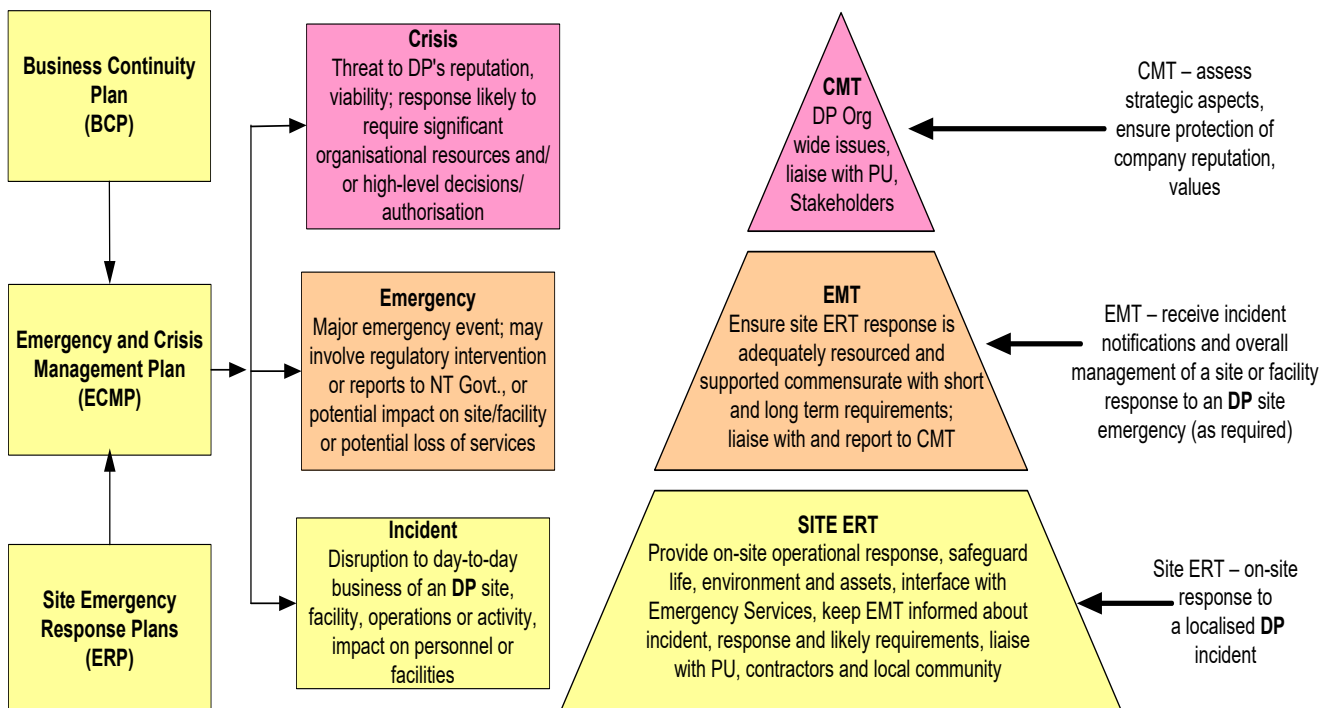 Business Continuity
Plan
(BCP)
Emergency and Crisis
Management Plan
(ECMP)
Site Emergency
Response Plans
(ERP)
Crisis
Threat to DP's reputation,
viability; response likely to
require significant
organisational resources and/
or high-level decisions/
authorisation
Emergency
Major emergency event; may
involve regulatory intervention
or reports to NT Govt., or
potential impact on site/facility
or potential loss of services
Incident
Disruption to day-to-day
business of an DP site,
facility, operations or activity,
impact on personnel or
facilities
CMT
DP Org
wide issues,
liaise with PU,
Stakeholders
EMT
Ensure site ERT response is
adequately resourced and
supported commensurate with short
and long term requirements;
liaise with and report to CMT
SITE ERT
Provide on-site operational response, safeguard
life, environment and assets, interface with
Emergency Services, keep EMT informed about
incident, response and likely requirements, liaise
with PU, contractors and local community
CMT – assess
strategic aspects,
ensure protection of
company reputation,
values
EMT – receive incident
notifications and overall
management of a site or facility
response to an DP site
emergency (as required)
Site ERT – on-site
response to
a localised DP
incident